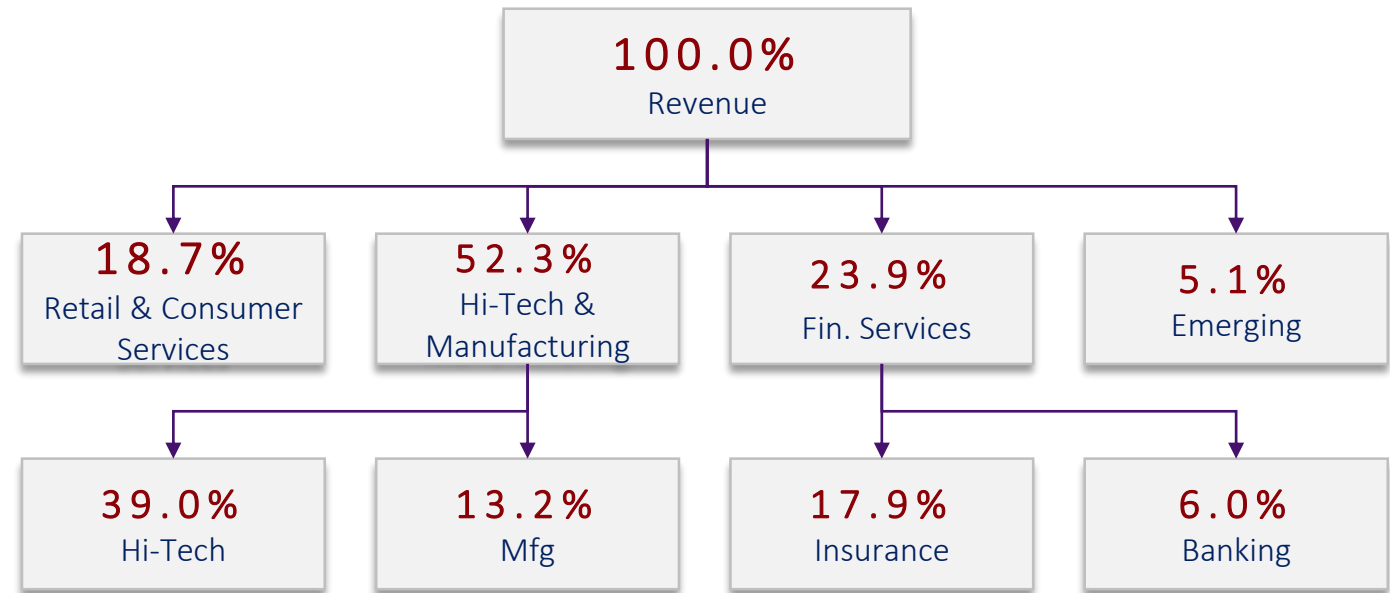 100.0%
Revenue
18.7%
Retail & Consumer
Services
52.3%
Hi-Tech &
Manufacturing
23.9%
Fin. Services
5.1%
Emerging
39.0%
Hi-Tech
13.2%
Mfg
17.9%
Insurance
6.0%
Banking